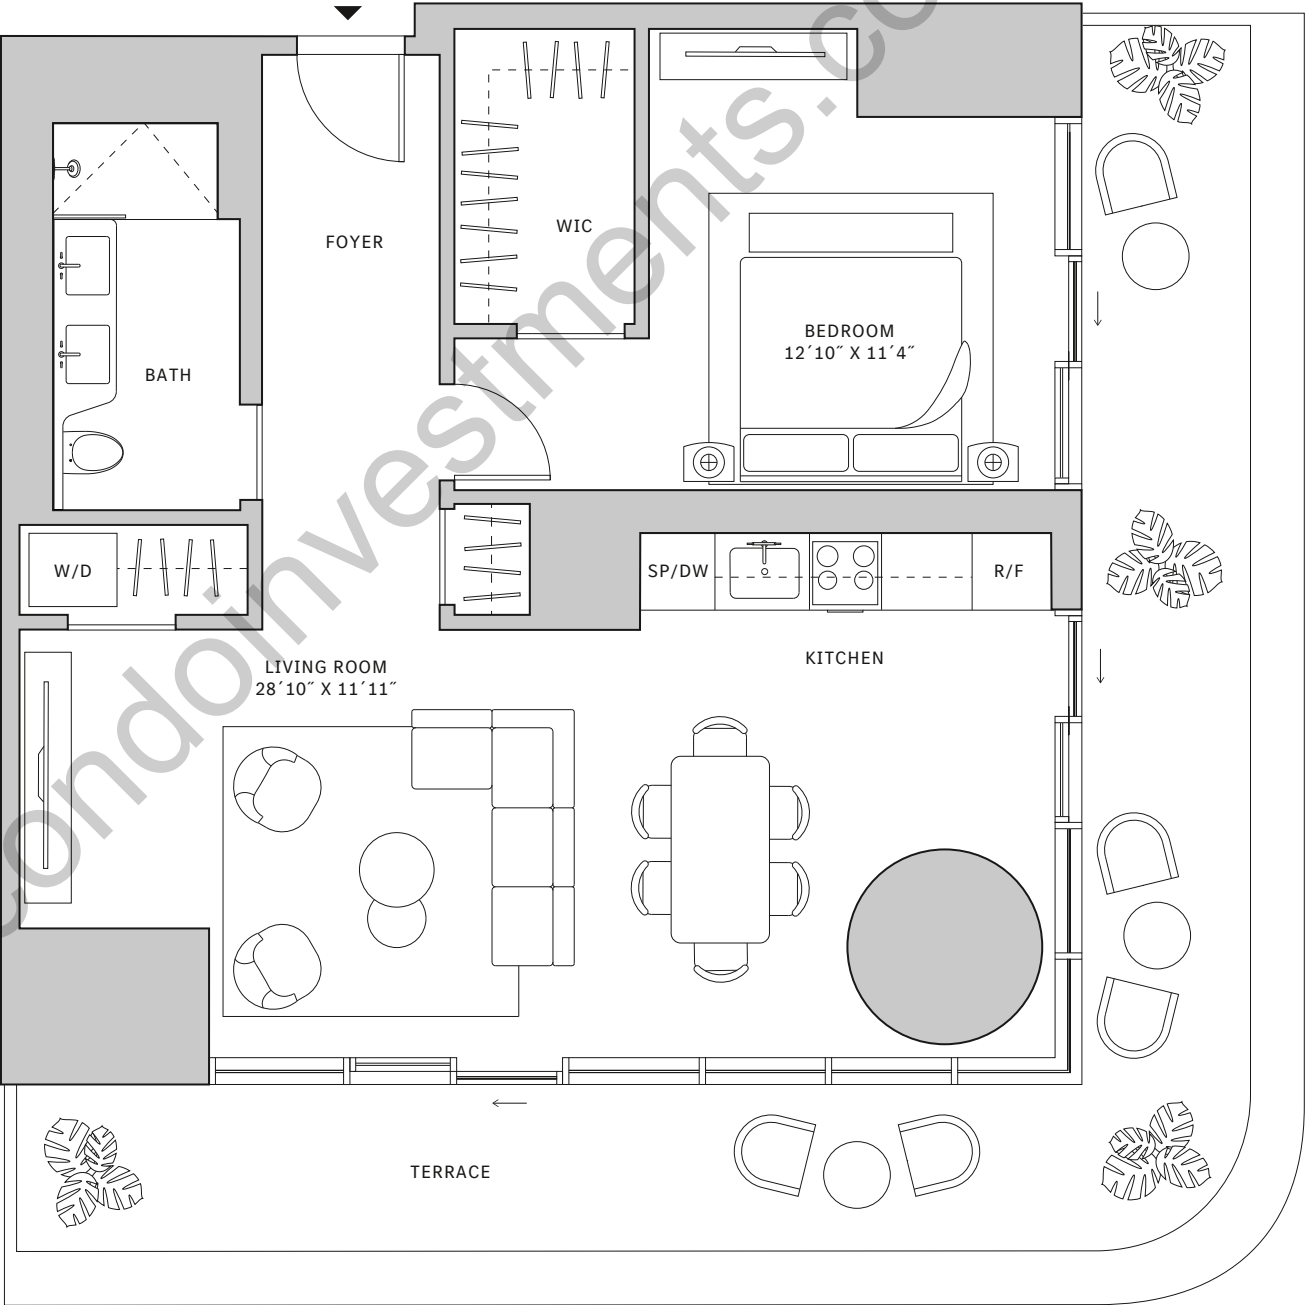 FOYER
WIC
BEDROOM
12´10˝ X 11´4˝
BATH
W/D
SP/DW
R/F
LIVING ROOM
28´10˝ X 11´11˝
KITCHEN
TERRACE
condoinvestments.co